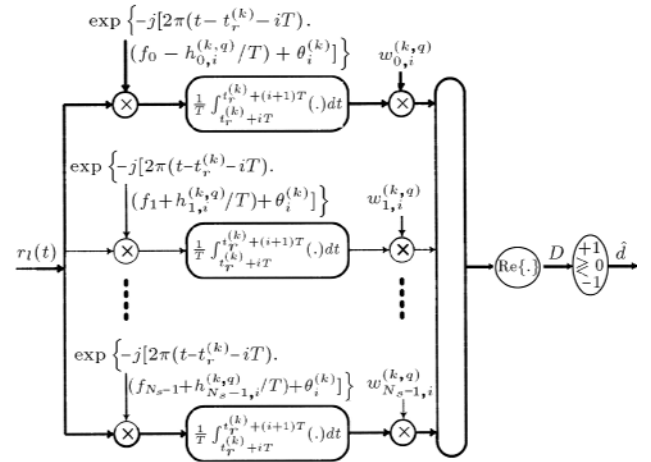 exp {-j[2π(t- t_r^(k)-iT).
(f_0 - h_{0,i}^(k,q)/T) + θ_i^(k)]}
w_{0,i}^(k,q)
× 1/T ∫_{t_r^(k)+iT}^{t_r^(k)+(i+1)T} (.)dt ×
exp {-j[2π(t-t_r^(k)-iT).
(f_1+h_{1,i}^(k,q)/T)+θ_i^(k)]}
w_{1,i}^(k,q)
r_l(t) × 1/T ∫_{t_r^(k)+iT}^{t_r^(k)+(i+1)T} (.)dt ×
Re{.} D +1 ≷ 0 -1 d̂
exp {-j[2π(t-t_r^(k)-iT).
(f_{N_s-1}+h_{N_s-1,i}^(k,q)/T)+θ_i^(k)]}
w_{N_s-1,i}^(k,q)
× 1/T ∫_{t_r^(k)+iT}^{t_r^(k)+(i+1)T} (.)dt ×